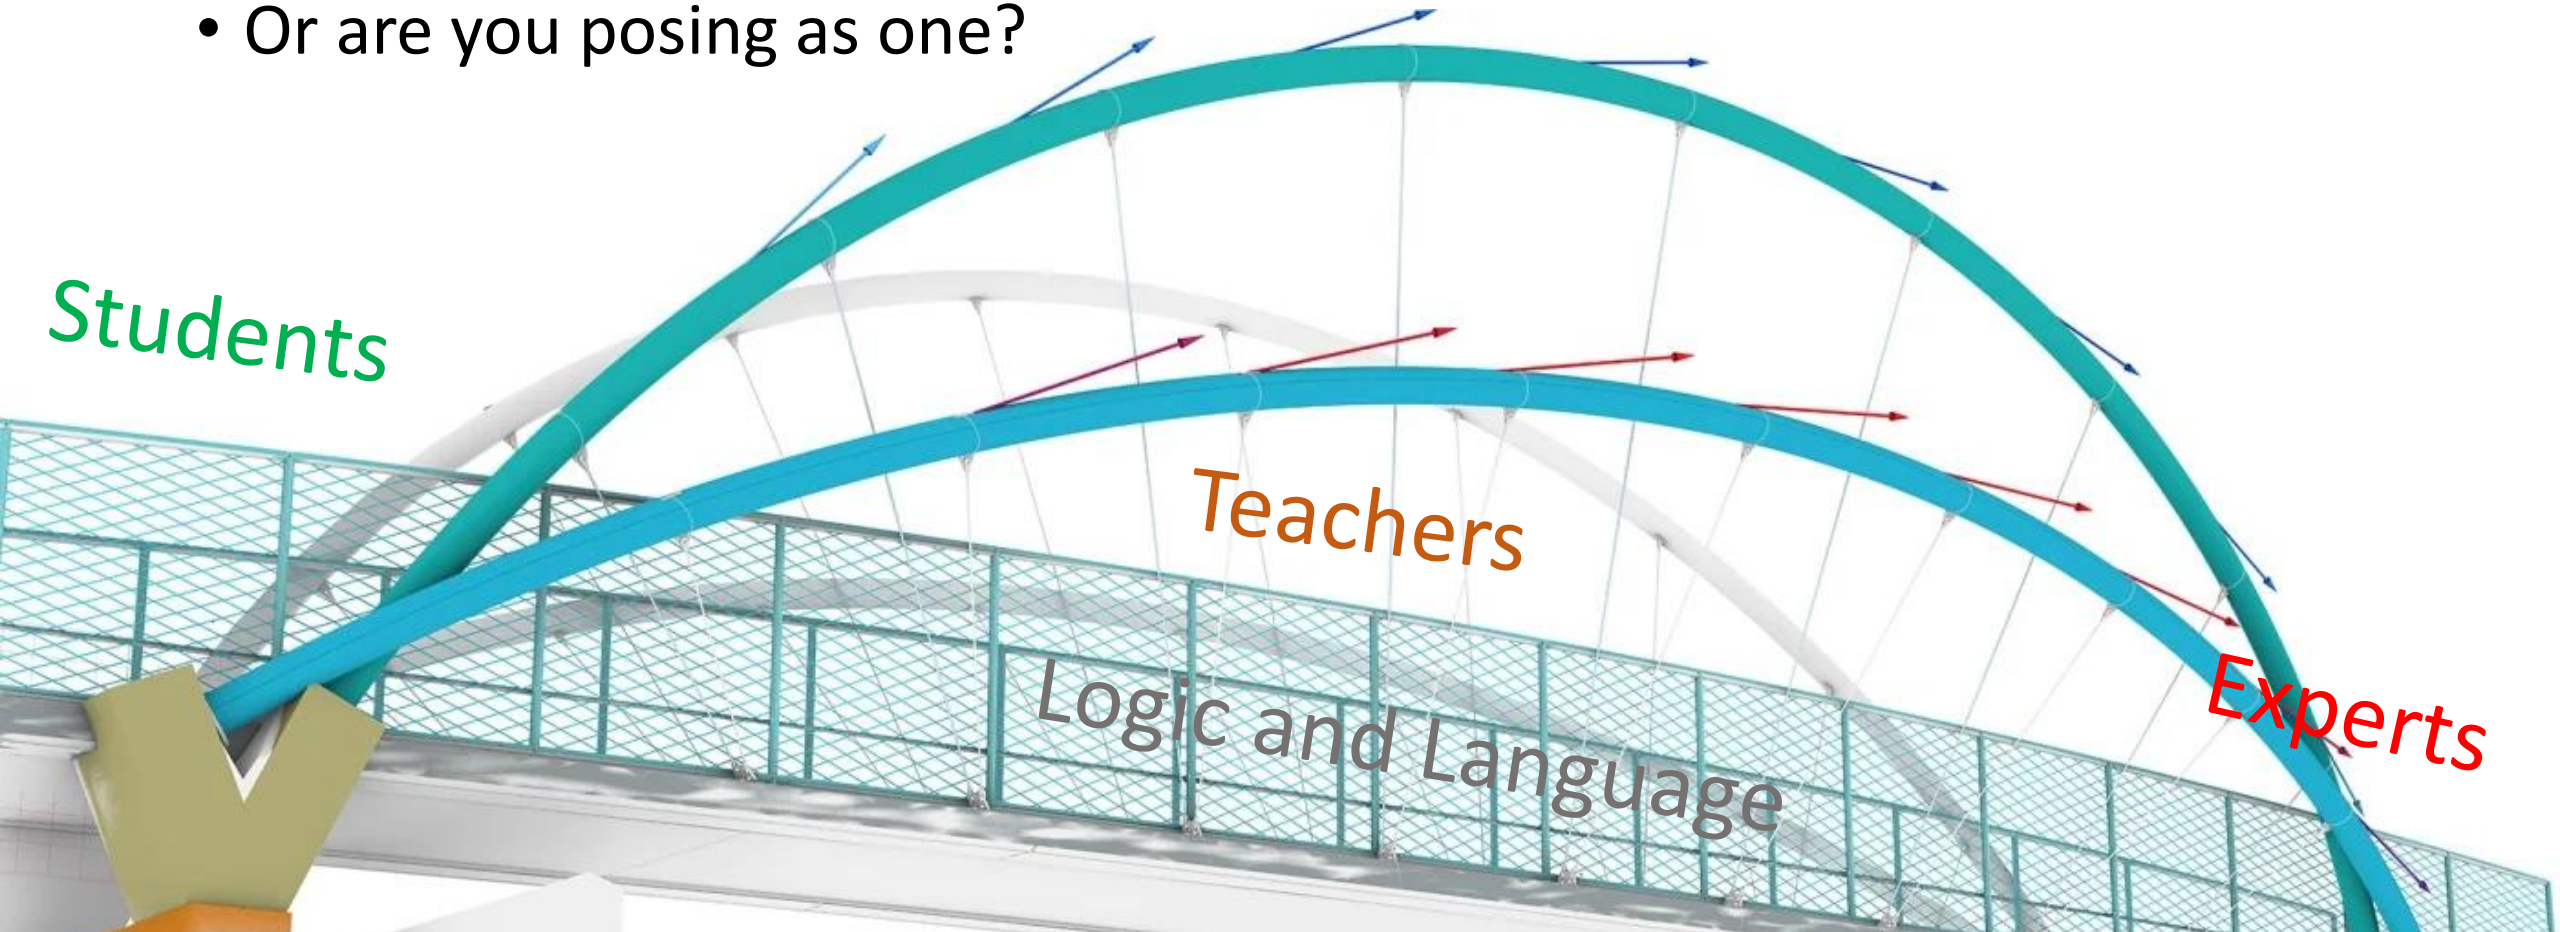 • Or are you posing as one?
Students
Teachers
Logic and Language
Experts